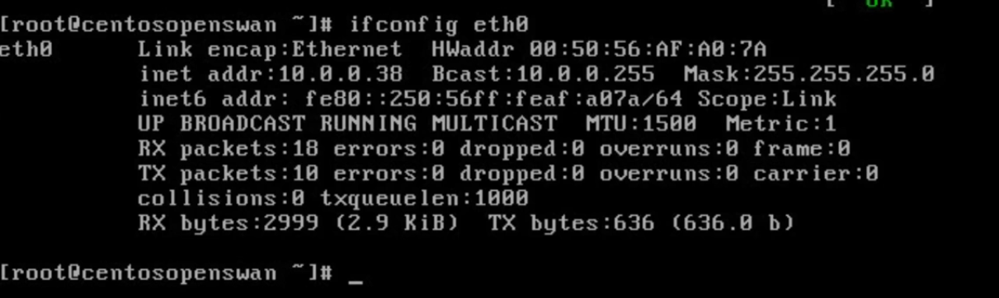 [ OK ]
[root@centosopenswan ~]# ifconfig eth0
eth0      Link encap:Ethernet  HWaddr 00:50:56:AF:A0:7A
          inet addr:10.0.0.38  Bcast:10.0.0.255  Mask:255.255.255.0
          inet6 addr: fe80::250:56ff:feaf:a07a/64 Scope:Link
          UP BROADCAST RUNNING MULTICAST  MTU:1500  Metric:1
          RX packets:18 errors:0 dropped:0 overruns:0 frame:0
          TX packets:10 errors:0 dropped:0 overruns:0 carrier:0
          collisions:0 txqueuelen:1000
          RX bytes:2999 (2.9 KiB)  TX bytes:636 (636.0 b)
[root@centosopenswan ~]# _